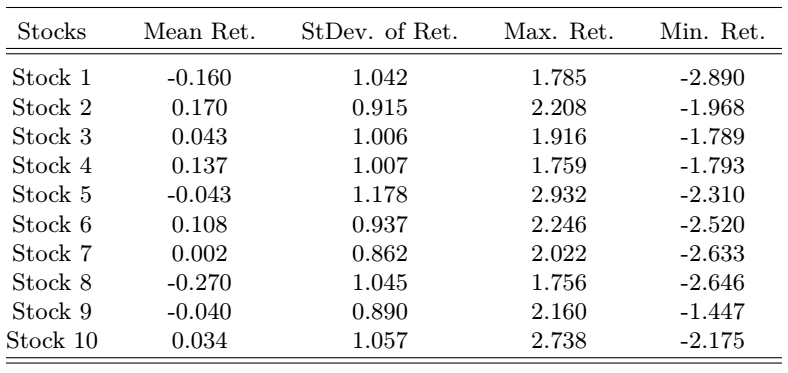 Stocks Mean Ret. StDev. of Ret. Max. Ret. Min. Ret.
Stock 1 -0.160 1.042 1.785 -2.890
Stock 2 0.170 0.915 2.208 -1.968
Stock 3 0.043 1.006 1.916 -1.789
Stock 4 0.137 1.007 1.759 -1.793
Stock 5 -0.043 1.178 2.932 -2.310
Stock 6 0.108 0.937 2.246 -2.520
Stock 7 0.002 0.862 2.022 -2.633
Stock 8 -0.270 1.045 1.756 -2.646
Stock 9 -0.040 0.890 2.160 -1.447
Stock 10 0.034 1.057 2.738 -2.175